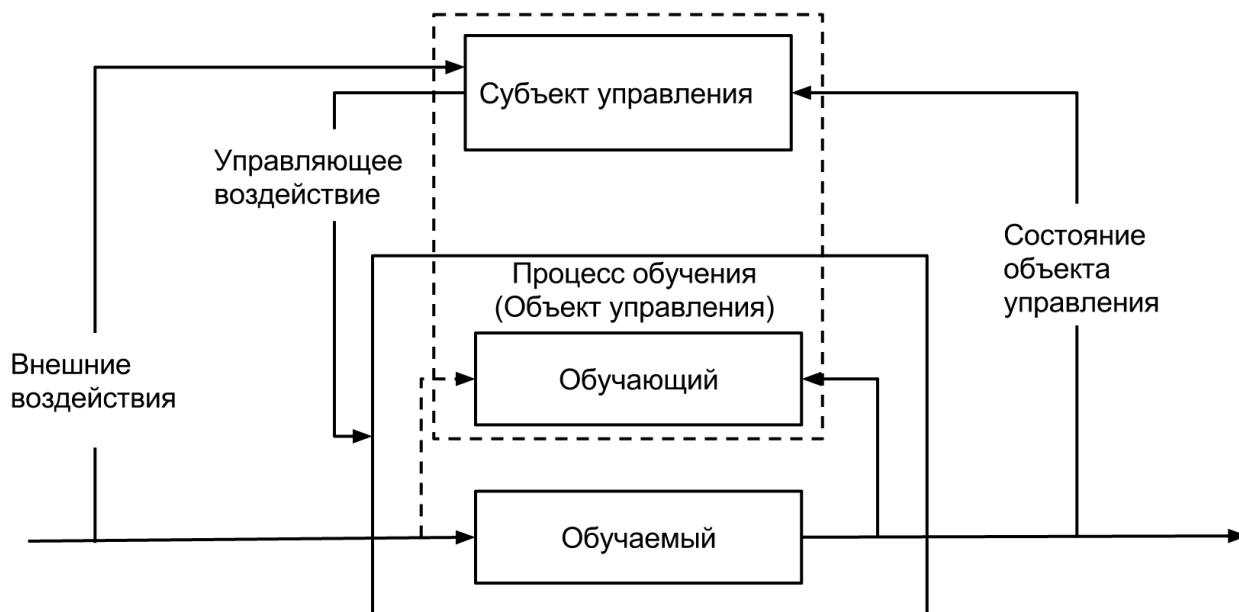 Субъект управления
Управляющее
воздействие
Состояние
объекта
управления
Процесс обучения
(Объект управления)
Внешние
воздействия
Обучающий
Обучаемый